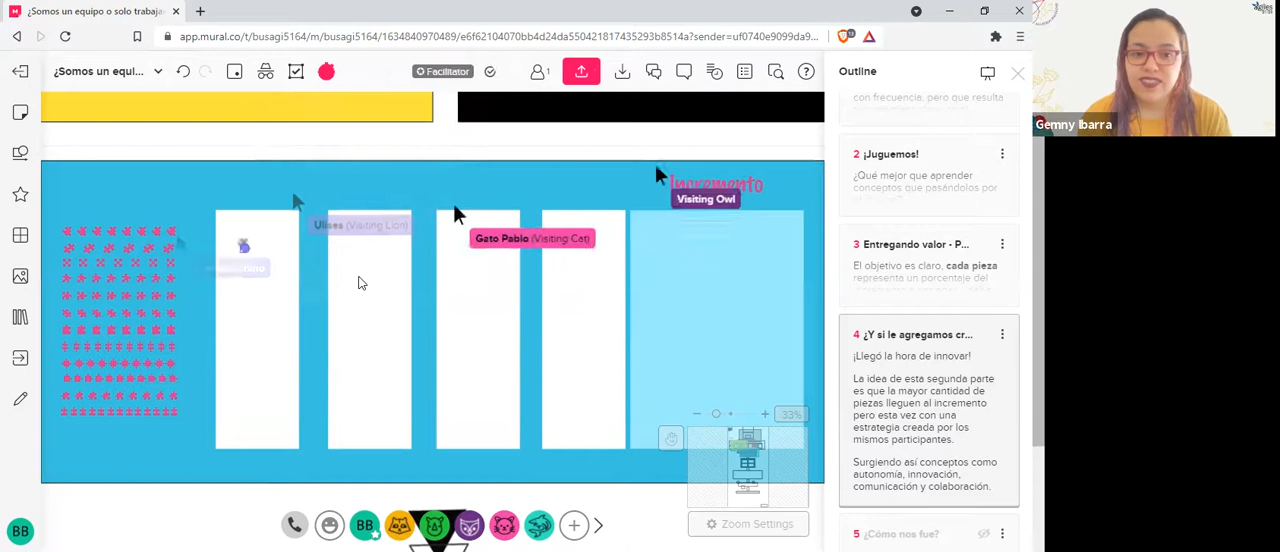 ¿Somos un equipo o solo trabaja
app.mural.co/t/busagi5164/m/busagi5164/1634840970489/e6f62104070bb4d24da550421817435293b8514a?sender=uf0740e9099da9...
13
¿Somos un equi...
Facilitator
1
Outline
con frecuencia, pero que resulta
2 ¡Juguemos!
¿Qué mejor que aprender
conceptos que pasándolos por
3 Entregando valor - P...
El objetivo es claro, cada pieza
representa un porcentaje del
4 ¿Y si le agregamos cr...
¡Llegó la hora de innovar!
La idea de esta segunda parte
es que la mayor cantidad de
piezas lleguen al incremento
pero esta vez con una
estrategia creada por los
mismos participantes.
Surgiendo así conceptos como
autonomía, innovación,
comunicación y colaboración.
5 ¿Cómo nos fue?
Incremento
Visiting Owl
Ulises (Visiting Lion)
Gato Pablo (Visiting Cat)
33%
Zoom Settings
BB
BB
Gemny Ibarra